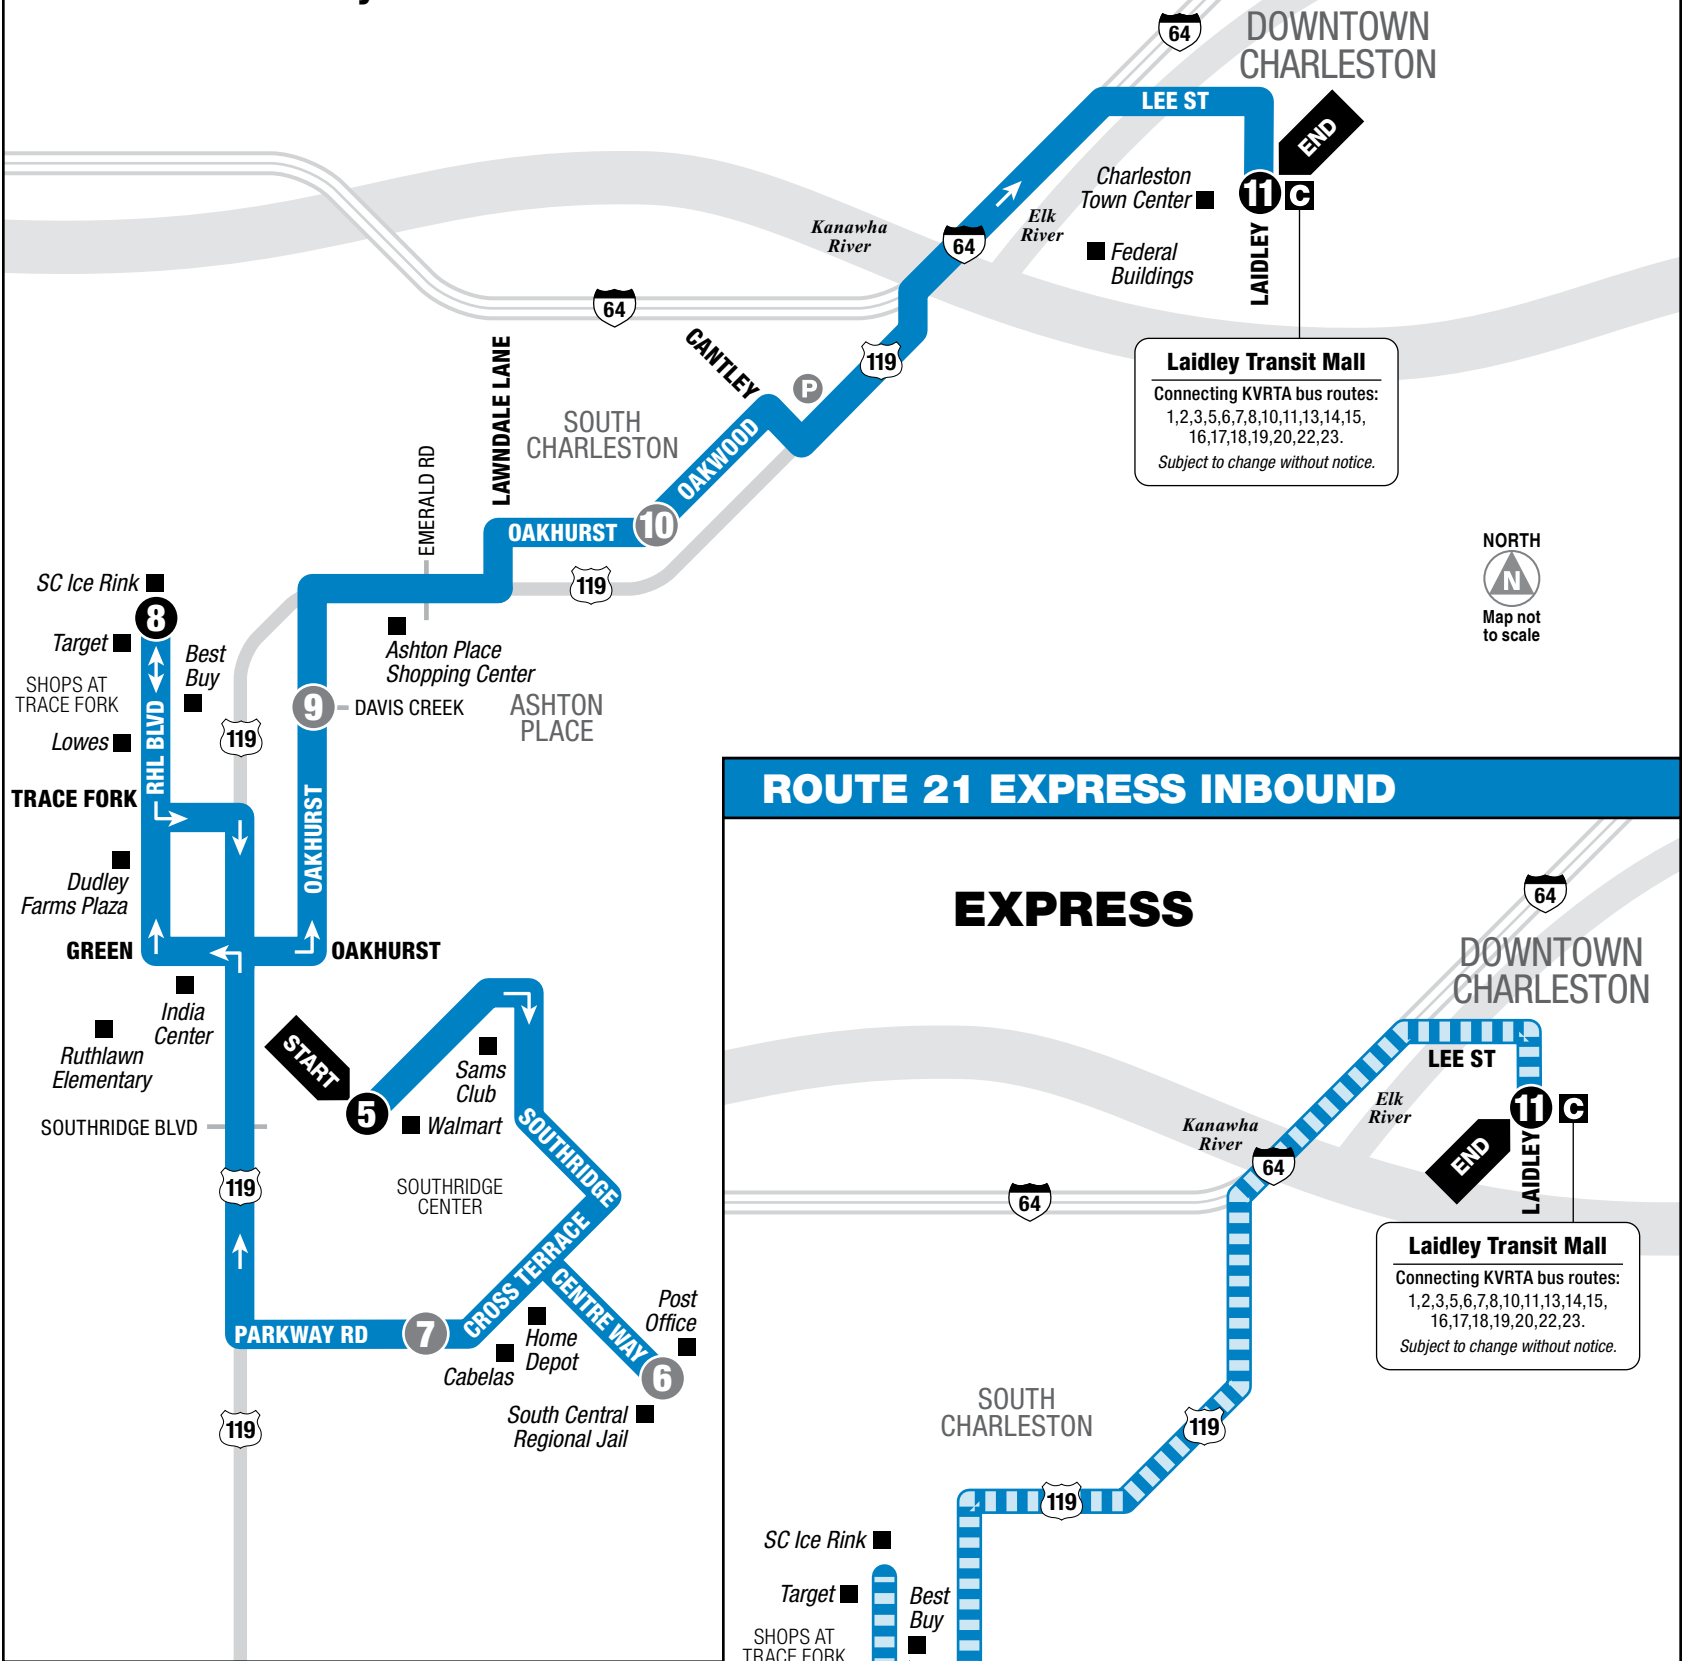 64
DOWNTOWN
CHARLESTON
LEE ST
END
Charleston
Town Center
11
C
Kanawha
River
Elk
River
64
Federal
Buildings
LAIDLEY
64
Laidley Transit Mall
Connecting KVRTA bus routes:
1,2,3,5,6,7,8,10,11,13,14,15,
16,17,18,19,20,22,23.
Subject to change without notice.
119
CANTLEY
P
LAWNDALE LANE
SOUTH
CHARLESTON
OAKWOOD
EMERALD RD
OAKHURST
10
NORTH
N
Map not
to scale
119
SC Ice Rink
8
Target
Best
Buy
SHOPS AT
TRACE FORK
Ashton Place
Shopping Center
9
DAVIS CREEK
ASHTON
PLACE
119
Lowes
RHL BLVD
TRACE FORK
OAKHURST
Dudley
Farms Plaza
GREEN
OAKHURST
India
Center
Ruthlawn
Elementary
START
5
Sams
Club
Walmart
SOUTHRIDGE BLVD
SOUTHRIDGE
119
SOUTHRIDGE
CENTER
CROSS TERRACE
CENTRE WAY
Post
Office
PARKWAY RD
7
Home
Depot
Cabelas
6
119
South Central
Regional Jail
ROUTE 21 EXPRESS INBOUND
EXPRESS
64
DOWNTOWN
CHARLESTON
LEE ST
Elk
River
Kanawha
River
11
C
END
LAIDLEY
64
64
Laidley Transit Mall
Connecting KVRTA bus routes:
1,2,3,5,6,7,8,10,11,13,14,15,
16,17,18,19,20,22,23.
Subject to change without notice.
SOUTH
CHARLESTON
119
119
SC Ice Rink
Target
Best
Buy
SHOPS AT
TRACE FORK